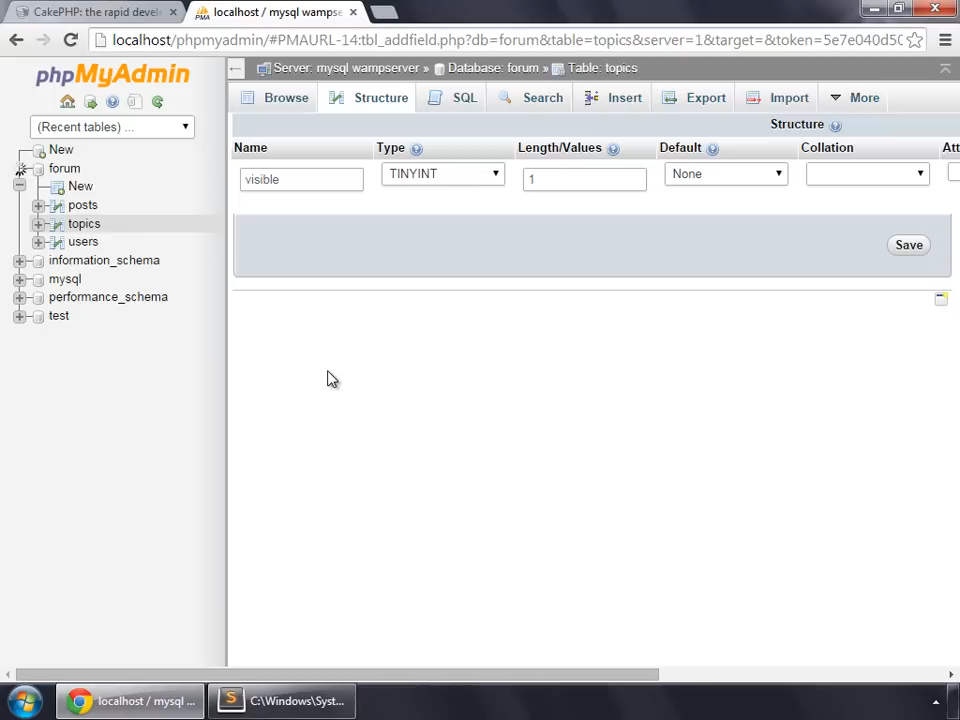 CakePHP: the rapid devel
localhost / mysql wampse
localhost/phpmyadmin/#PMAURL-14:tbl_addfield.php?db=forum&table=topics&server=1&target=&token=5e7e040d50
phpMyAdmin
(Recent tables) ...
New
forum
New
posts
topics
users
information_schema
mysql
performance_schema
test
Server: mysql wampserver » Database: forum » Table: topics
Browse Structure SQL Search Insert Export Import More
Structure
Name Type Length/Values Default Collation Att
visible TINYINT 1 None
Save
localhost / mysql ...
C:\Windows\Syst...